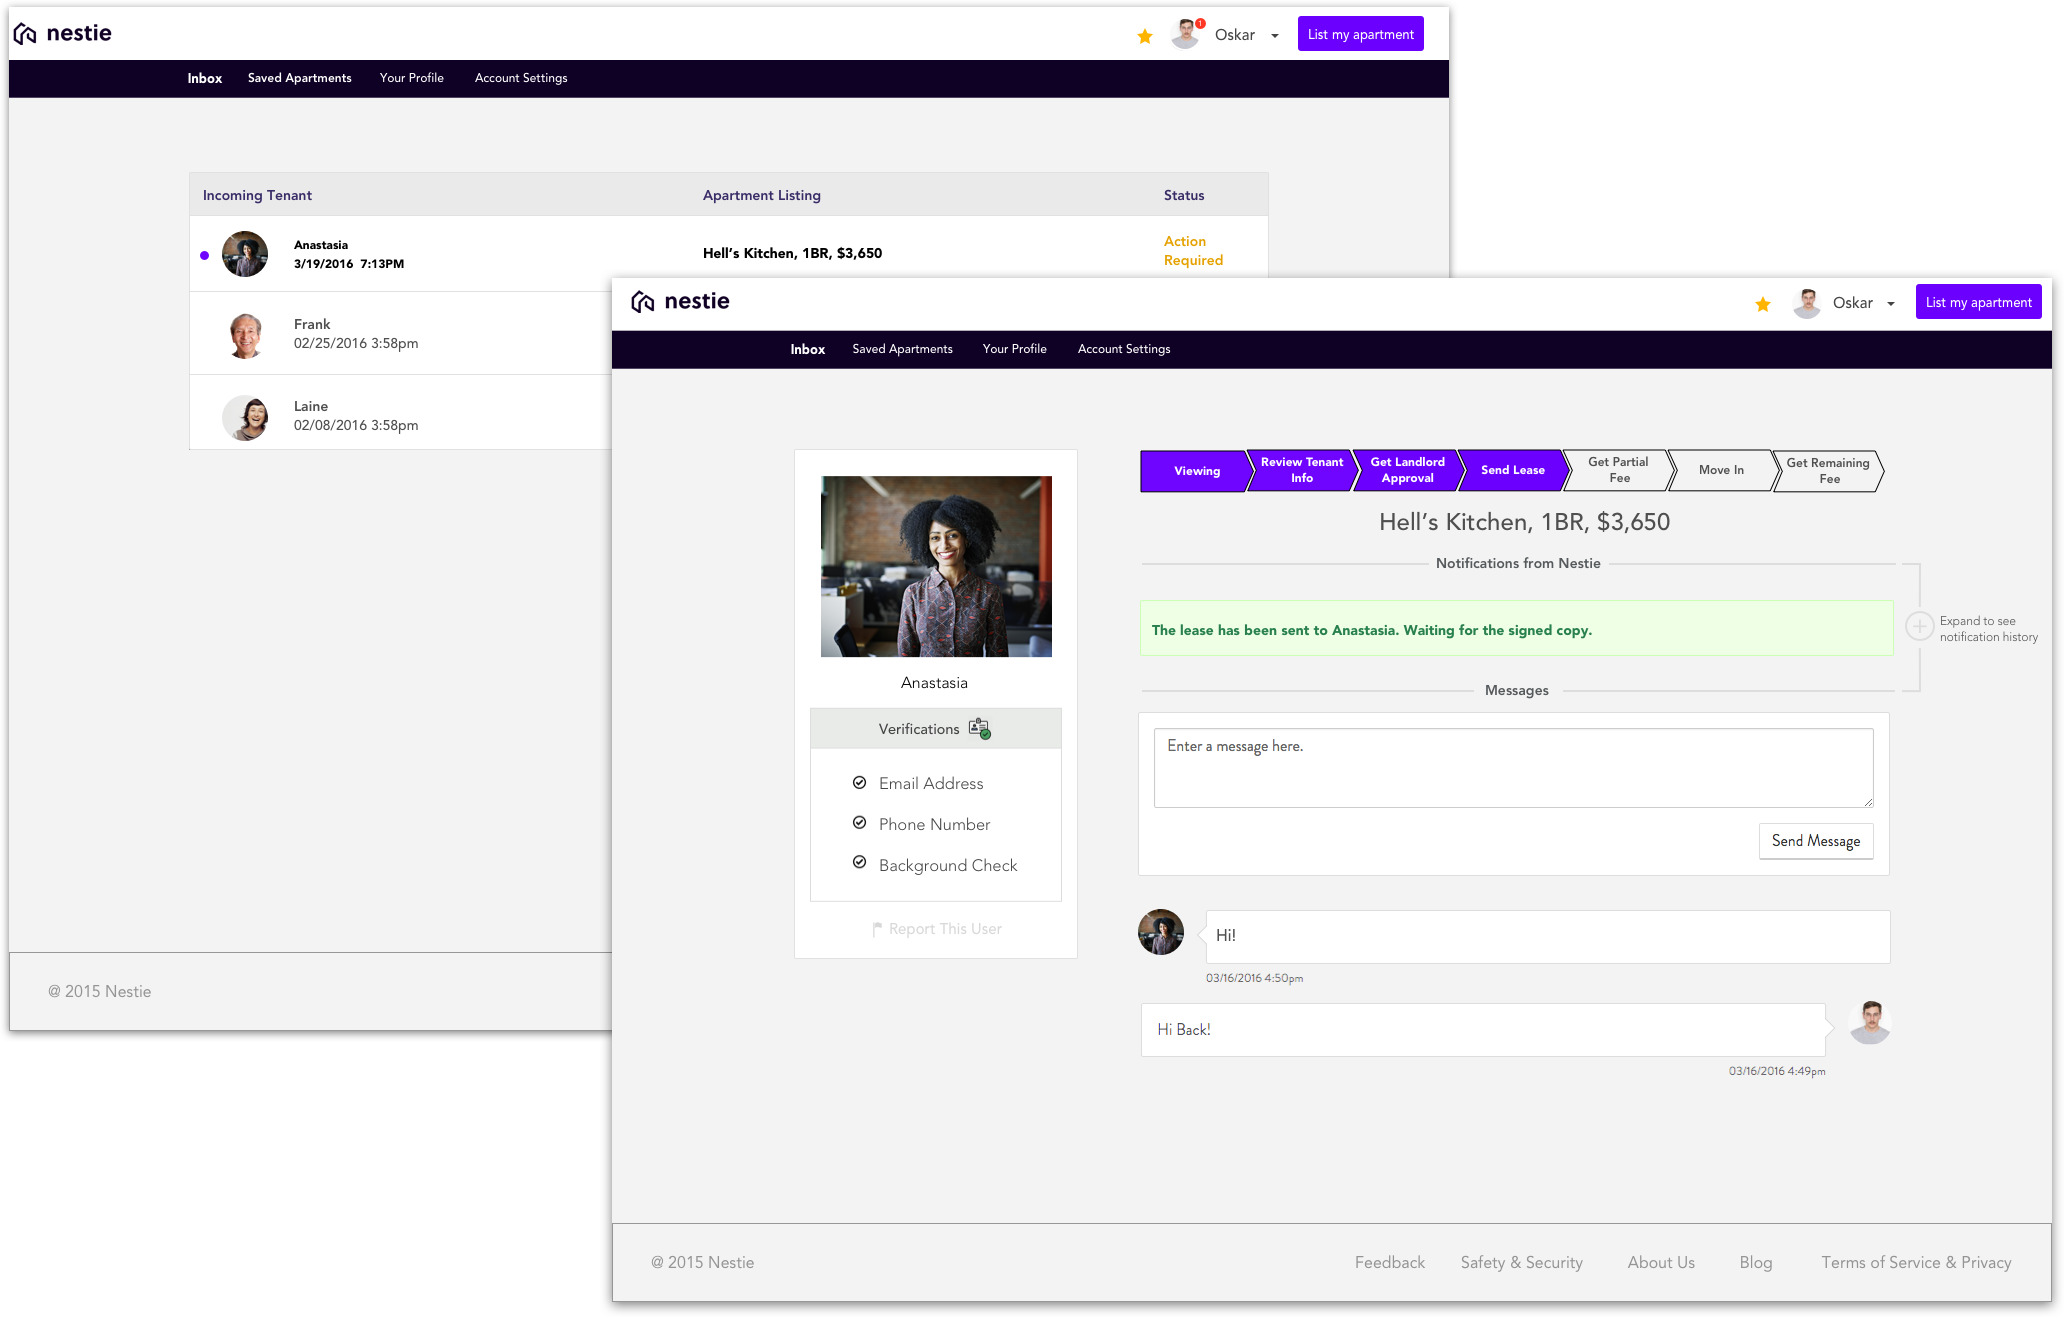 nestie
1
Oskar
List my apartment
Inbox
Saved Apartments
Your Profile
Account Settings
Incoming Tenant
Apartment Listing
Status
Anastasia
3/19/2016 7:13PM
Hell's Kitchen, 1BR, $3,650
Action
Required
Frank
02/25/2016 3:58pm
Laine
02/08/2016 3:58pm
@ 2015 Nestie
nestie
Oskar
List my apartment
Inbox
Saved Apartments
Your Profile
Account Settings
Anastasia
Verifications
Email Address
Phone Number
Background Check
Report This User
Viewing
Review Tenant
Info
Get Landlord
Approval
Send Lease
Get Partial
Fee
Move In
Get Remaining
Fee
Hell's Kitchen, 1BR, $3,650
Notifications from Nestie
The lease has been sent to Anastasia. Waiting for the signed copy.
Expand to see
notification history
Messages
Enter a message here.
Send Message
Hi!
03/16/2016 4:50pm
Hi Back!
03/16/2016 4:49pm
@ 2015 Nestie
Feedback
Safety & Security
About Us
Blog
Terms of Service & Privacy